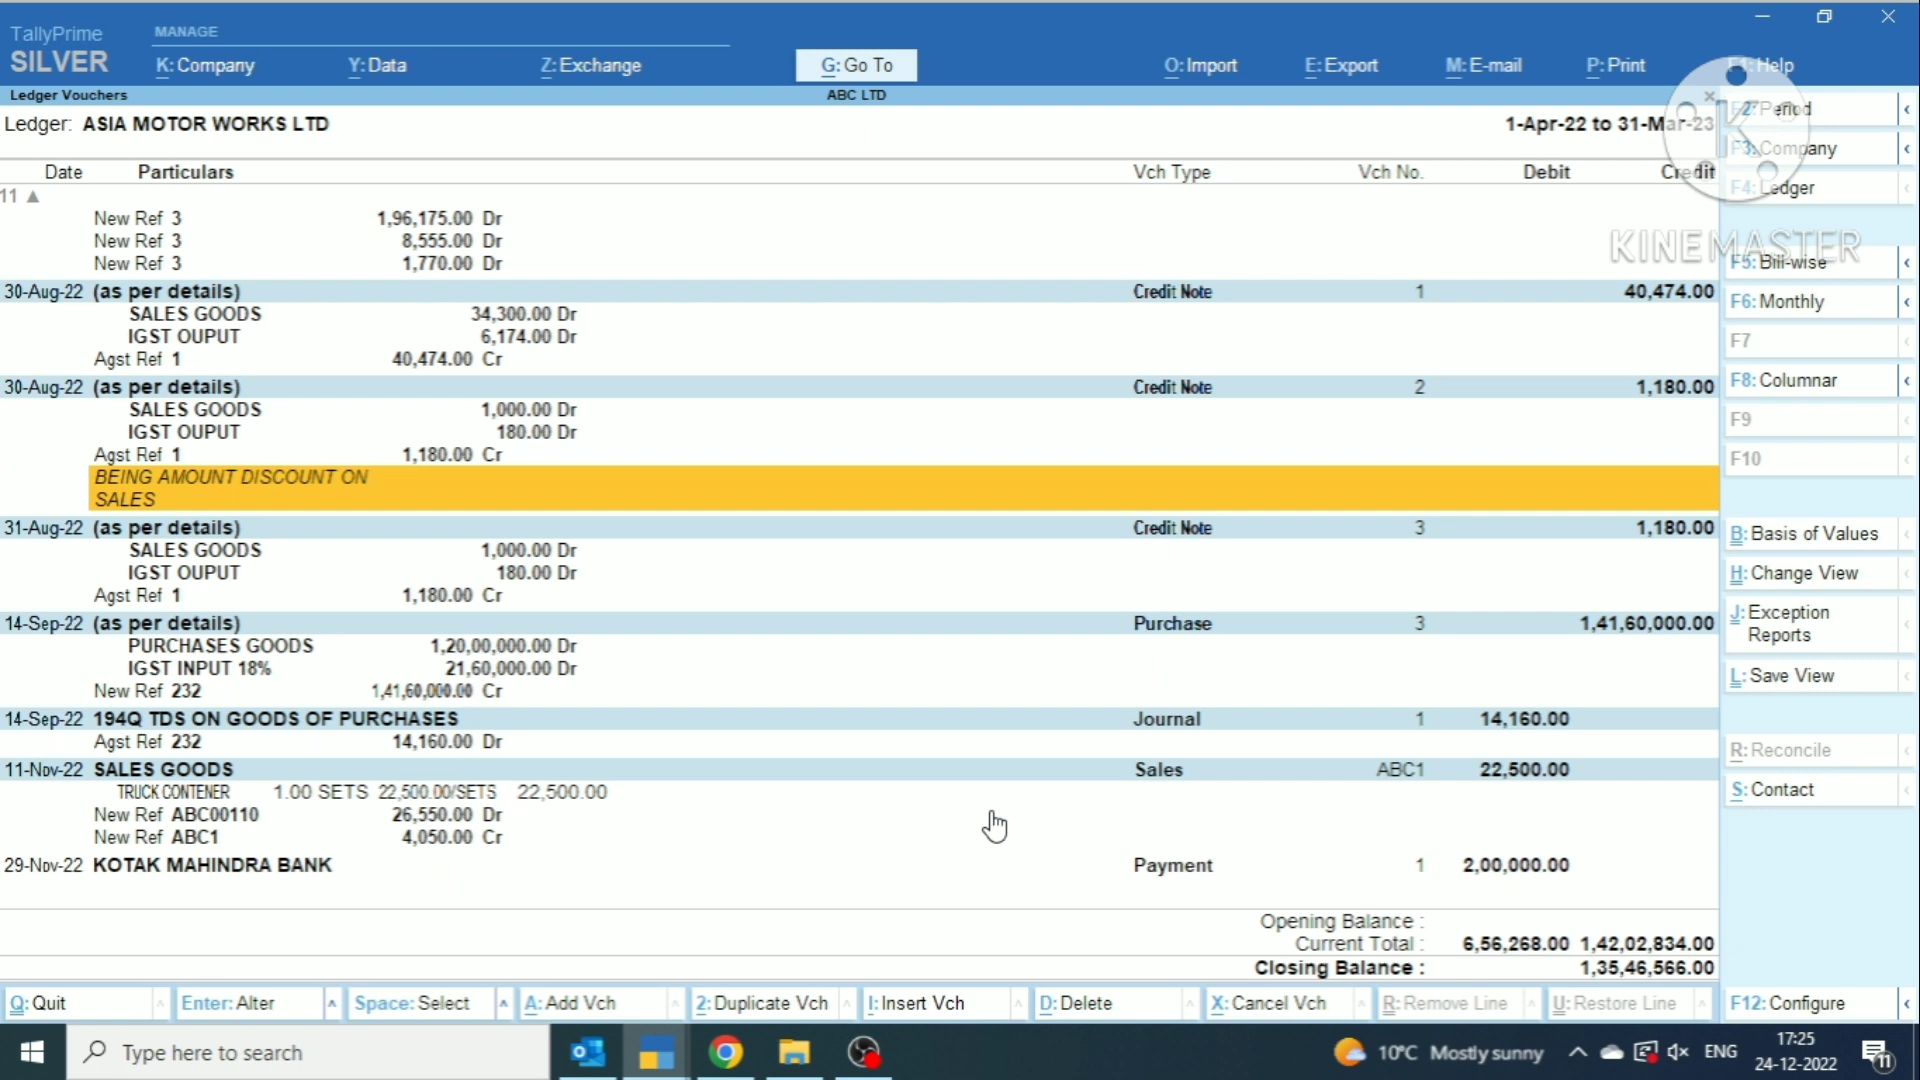 TallyPrime
SILVER
MANAGE
K: Company
Y: Data
Z: Exchange
G: Go To
O: Import
E: Export
M: E-mail
P: Print
F1: Help
Ledger Vouchers
ABC LTD
Ledger: ASIA MOTOR WORKS LTD
1-Apr-22 to 31-Mar-23
Date Particulars Vch Type Vch No. Debit Credit
11 ▲
New Ref 3 1,96,175.00 Dr
New Ref 3 8,555.00 Dr
New Ref 3 1,770.00 Dr
30-Aug-22 (as per details) Credit Note 1 40,474.00
SALES GOODS 34,300.00 Dr
IGST OUPUT 6,174.00 Dr
Agst Ref 1 40,474.00 Cr
30-Aug-22 (as per details) Credit Note 2 1,180.00
SALES GOODS 1,000.00 Dr
IGST OUPUT 180.00 Dr
Agst Ref 1 1,180.00 Cr
BEING AMOUNT DISCOUNT ON
SALES
31-Aug-22 (as per details) Credit Note 3 1,180.00
SALES GOODS 1,000.00 Dr
IGST OUPUT 180.00 Dr
Agst Ref 1 1,180.00 Cr
14-Sep-22 (as per details) Purchase 3 1,41,60,000.00
PURCHASES GOODS 1,20,00,000.00 Dr
IGST INPUT 18% 21,60,000.00 Dr
New Ref 232 1,41,60,000.00 Cr
14-Sep-22 194Q TDS ON GOODS OF PURCHASES Journal 1 14,160.00
Agst Ref 232 14,160.00 Dr
11-Nov-22 SALES GOODS Sales ABC1 22,500.00
TRUCK CONTENER 1.00 SETS 22,500.00/SETS 22,500.00
New Ref ABC00110 26,550.00 Dr
New Ref ABC1 4,050.00 Cr
29-Nov-22 KOTAK MAHINDRA BANK Payment 1 2,00,000.00
Opening Balance :
Current Total : 6,56,268.00 1,42,02,834.00
Closing Balance : 1,35,46,566.00
F2: Period
F3: Company
F4: Ledger
KINEMASTER
F5: Bill-wise
F6: Monthly
F7
F8: Columnar
F9
F10
B: Basis of Values
H: Change View
J: Exception
Reports
L: Save View
R: Reconcile
S: Contact
Q: Quit
Enter: Alter
Space: Select
A: Add Vch
2: Duplicate Vch
I: Insert Vch
D: Delete
X: Cancel Vch
R: Remove Line
U: Restore Line
F12: Configure
Type here to search
10°C Mostly sunny
ENG
17:25
24-12-2022
11